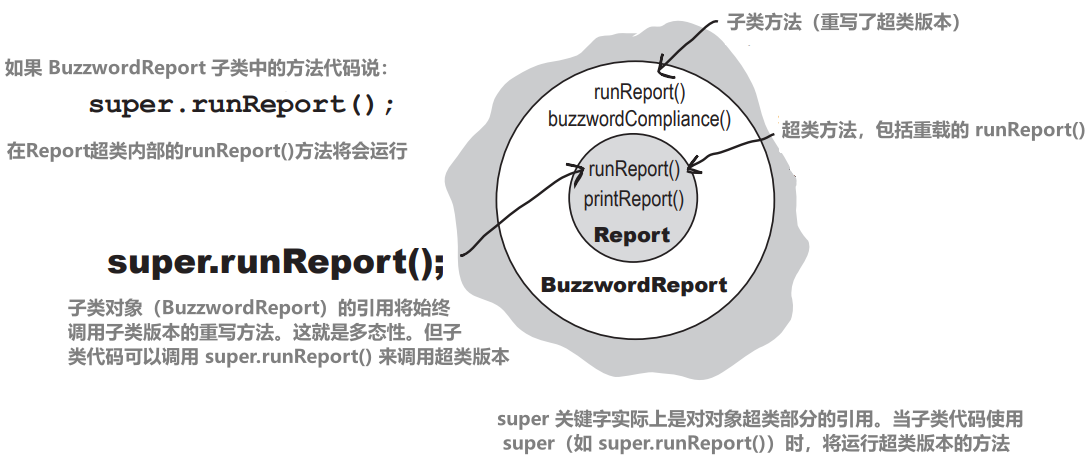 子类方法（重写了超类版本）
如果 BuzzwordReport 子类中的方法代码说：
super.runReport();
在Report超类内部的runReport()方法将会运行
runReport()
buzzwordCompliance()
超类方法，包括重载的 runReport()
runReport()
printReport()
Report
BuzzwordReport
super.runReport();
子类对象（BuzzwordReport）的引用将始终
调用子类版本的重写方法。这就是多态性。但子
类代码可以调用 super.runReport() 来调用超类版本
super 关键字实际上是对对象超类部分的引用。当子类代码使用
super（如 super.runReport()）时，将运行超类版本的方法